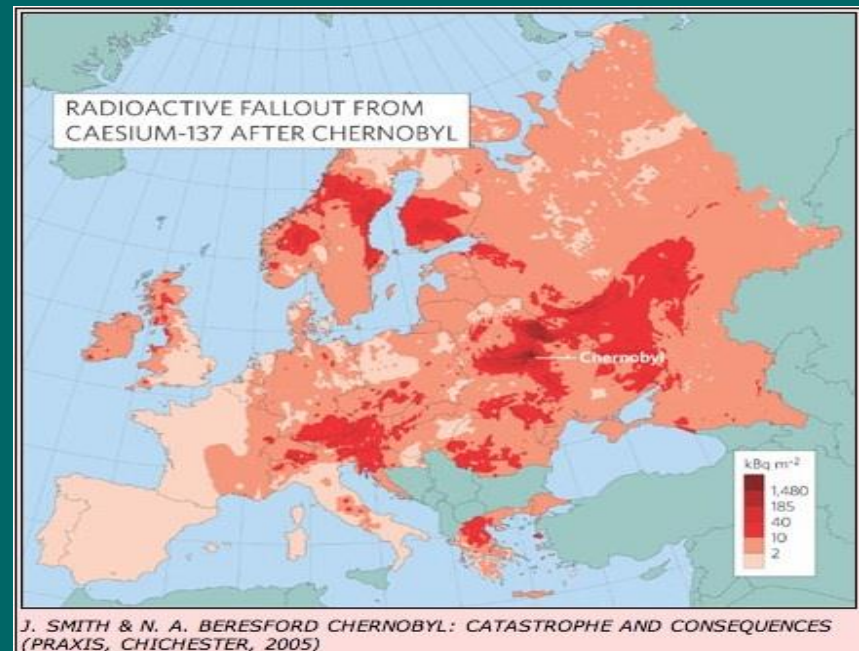 RADIOACTIVE FALLOUT FROM
CAESIUM-137 AFTER CHERNOBYL
Chernobyl
kBq m⁻²
1,480
185
40
10
2
J. SMITH & N. A. BERESFORD CHERNOBYL: CATASTROPHE AND CONSEQUENCES
(PRAXIS, CHICHESTER, 2005)